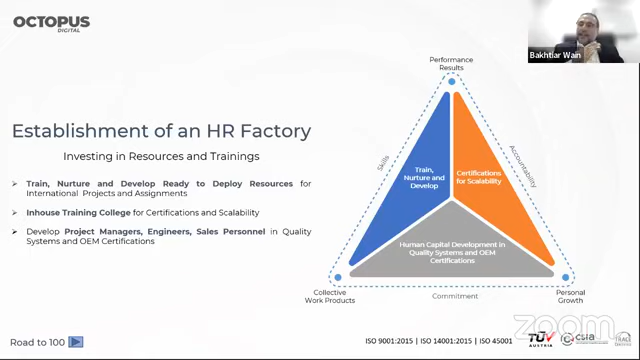 OCTOPUS
DIGITAL
Bakhtiar Wain
Establishment of an HR Factory
Investing in Resources and Trainings
Train, Nurture and Develop Ready to Deploy Resources for
International Projects and Assignments
Inhouse Training College for Certifications and Scalability
Develop Project Managers, Engineers, Sales Personnel in Quality
Systems and OEM Certifications
Performance
Results
Skills
Accountability
Train,
Nurture and
Develop
Certifications
for Scalability
Human Capital Development in
Quality Systems and OEM
Certifications
Collective
Work Products
Commitment
Personal
Growth
Road to 100
ISO 9001:2015 | ISO 14001:2015 | ISO 45001
TÜV
AUSTRIA
csia
TRACE
zoom